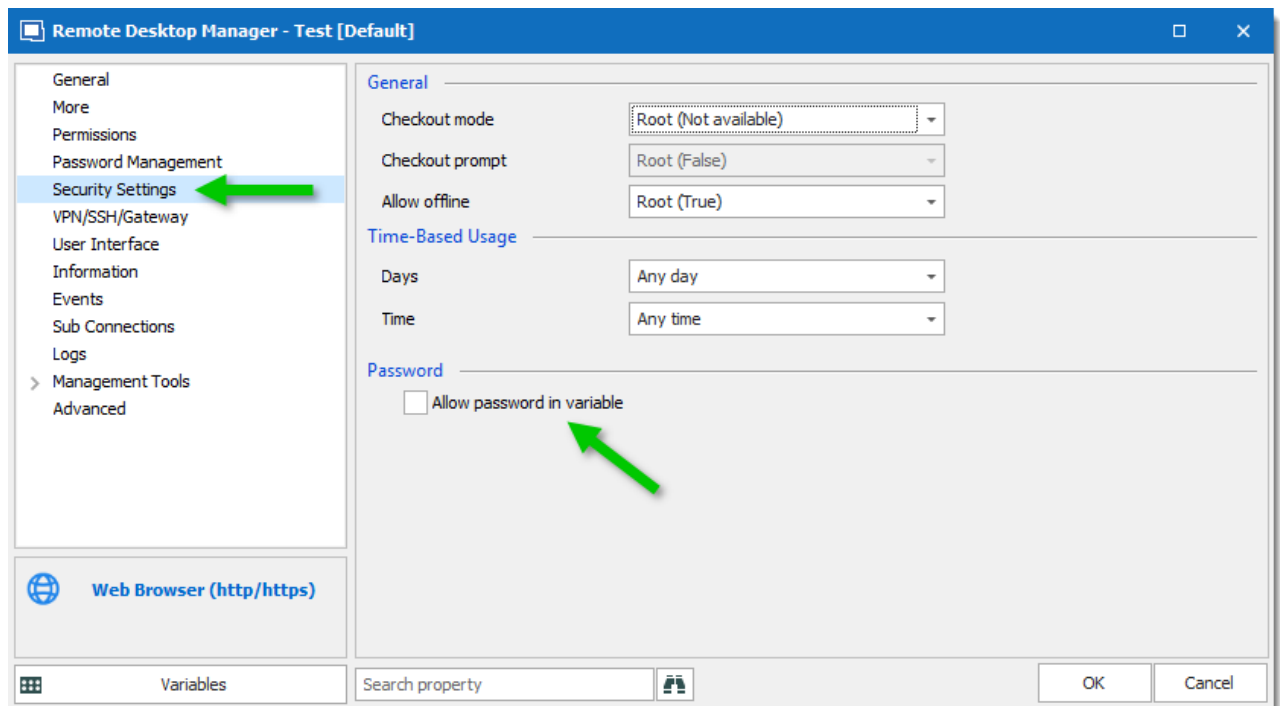 Remote Desktop Manager - Test [Default]
General
More
Permissions
Password Management
Security Settings
VPN/SSH/Gateway
User Interface
Information
Events
Sub Connections
Logs
Management Tools
Advanced
Web Browser (http/https)
Variables
General
Checkout mode Root (Not available)
Checkout prompt Root (False)
Allow offline Root (True)
Time-Based Usage
Days Any day
Time Any time
Password
Allow password in variable
Search property
OK Cancel